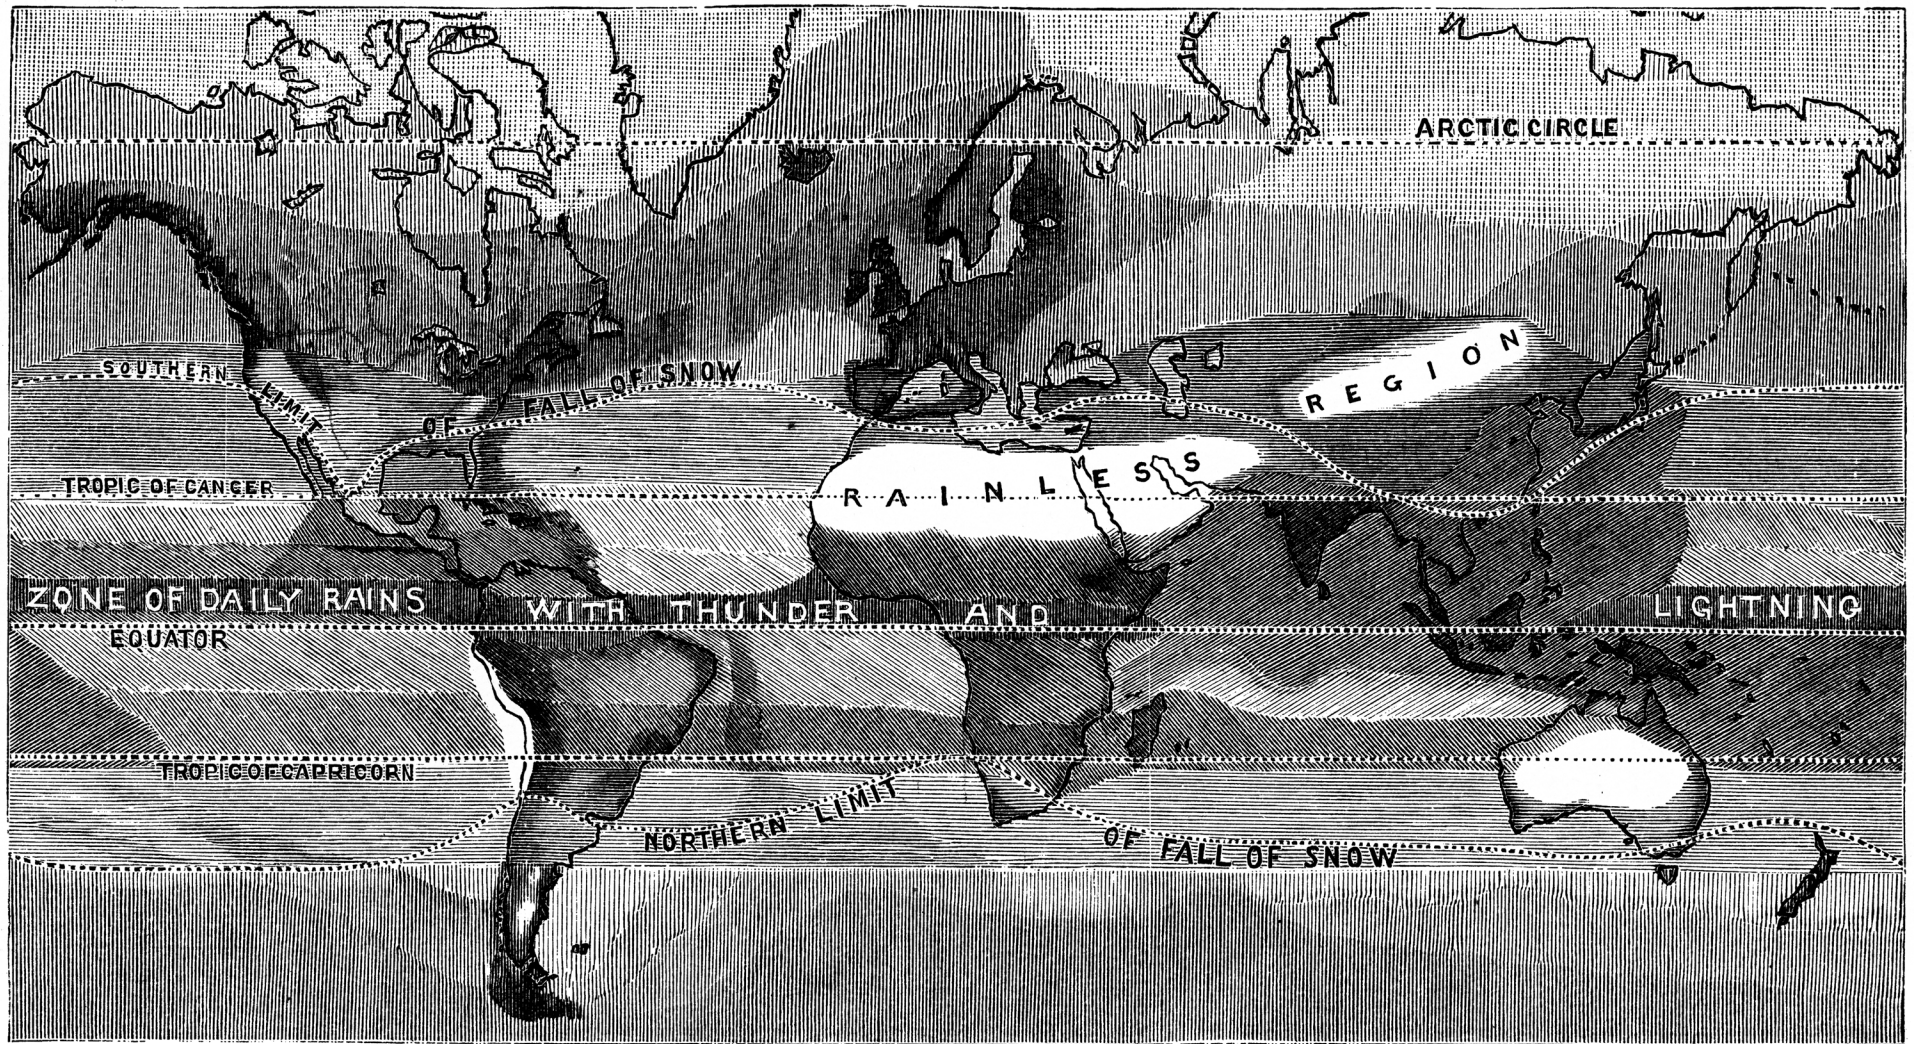 ARCTIC CIRCLE
SOUTHERN LIMIT OF FALL OF SNOW
REGION
RAINLESS
TROPIC OF CANCER
ZONE OF DAILY RAINS WITH THUNDER AND LIGHTNING
EQUATOR
TROPIC OF CAPRICORN
NORTHERN LIMIT OF FALL OF SNOW